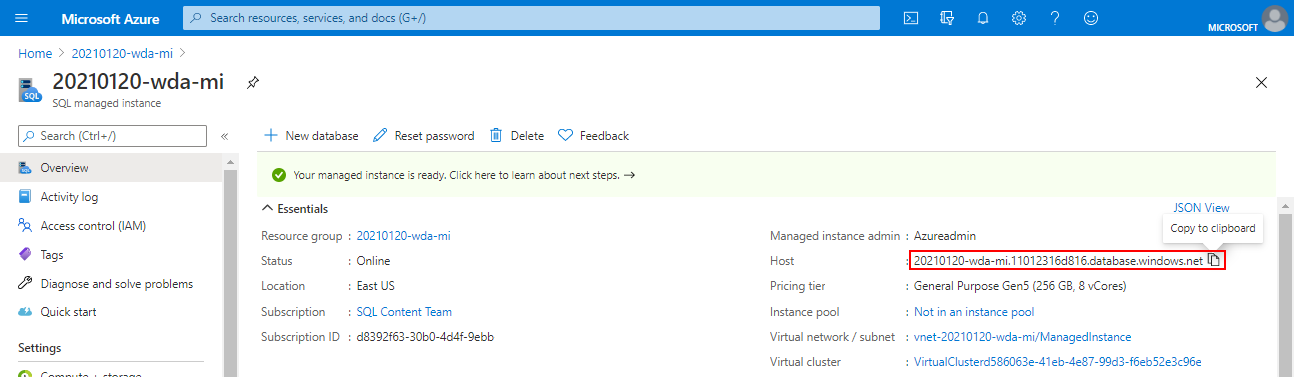 Microsoft Azure
Search resources, services, and docs (G+/)
MICROSOFT
Home > 20210120-wda-mi >
20210120-wda-mi
SQL
SQL managed instance
Search (Ctrl+/)
«
New database
Reset password
Delete
Feedback
Overview
Activity log
Access control (IAM)
Tags
Diagnose and solve problems
Quick start
Settings
Compute + storage
Your managed instance is ready. Click here to learn about next steps. →
Essentials
JSON View
Copy to clipboard
Resource group : 20210120-wda-mi
Status : Online
Location : East US
Subscription : SQL Content Team
Subscription ID : d8392f63-30b0-4d4f-9ebb
Managed instance admin : Azureadmin
Host : 20210120-wda-mi.11012316d816.database.windows.net
Pricing tier : General Purpose Gen5 (256 GB, 8 vCores)
Instance pool : Not in an instance pool
Virtual network / subnet : vnet-20210120-wda-mi/ManagedInstance
Virtual cluster : VirtualClusterd586063e-41eb-4e87-99d3-f6eb52e3c96e